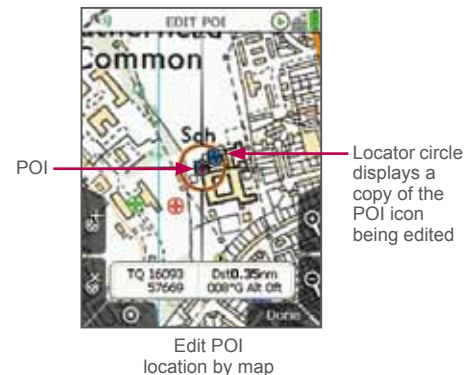 EDIT POI
Common
Sch
POI
Locator circle
displays a
copy of the
POI icon
being edited
TQ 16093
57669
Dst0.35nm
008°G Alt 0ft
Done
Edit POI
location by map